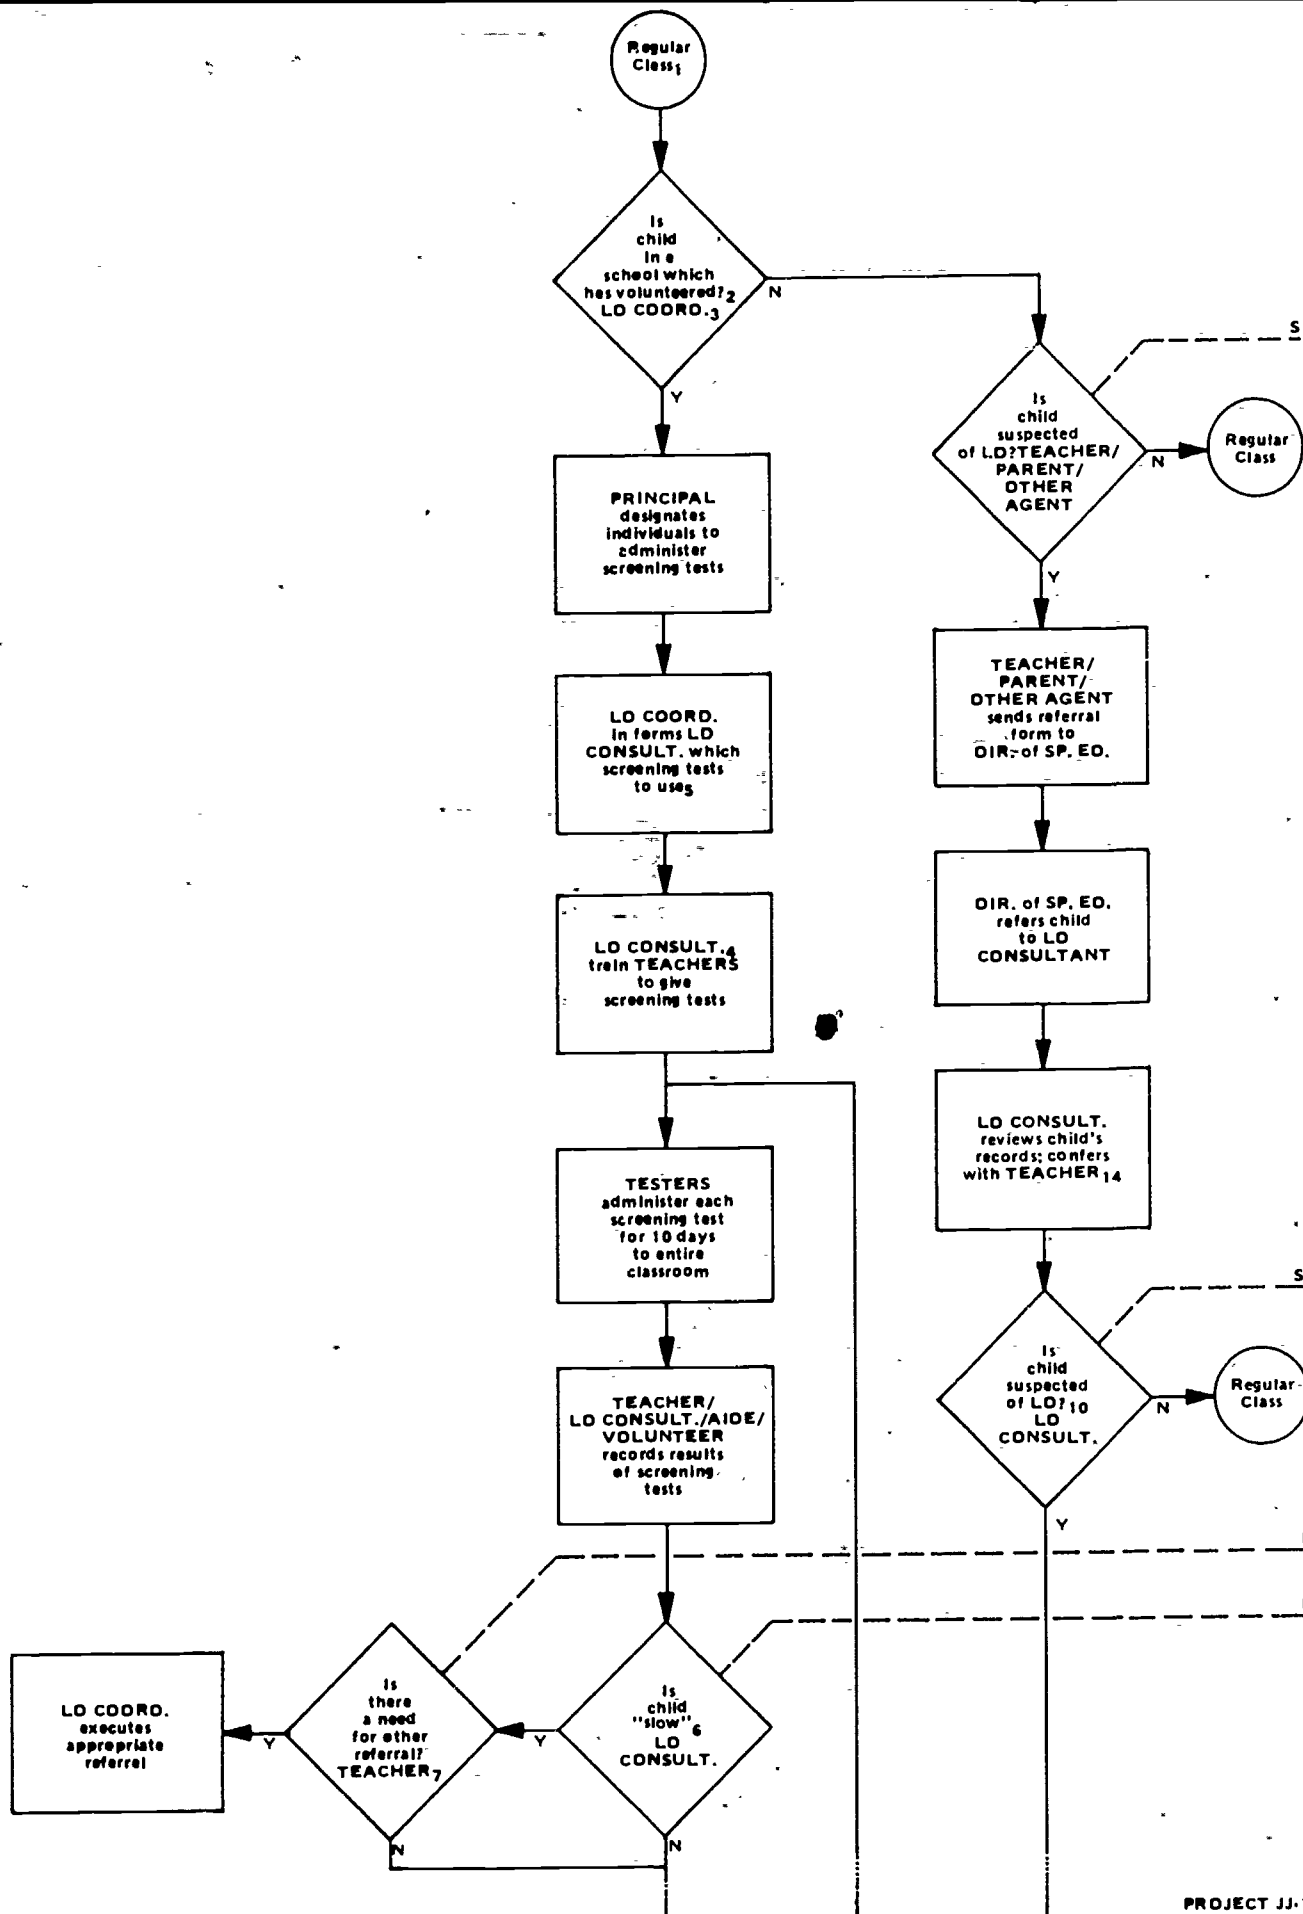 Regular
Class1
Is
child
in a
school which
has volunteered?2
LD COORD.3
N
Y
S
Is
child
suspected
of LD?TEACHER/
PARENT/
OTHER
AGENT
N
Regular
Class
Y
PRINCIPAL
designates
individuals to
administer
screening tests
TEACHER/
PARENT/
OTHER AGENT
sends referral
form to
DIR. of SP. ED.
LD COORD.
in forms LD
CONSULT. which
screening tests
to use5
DIR. of SP. ED.
refers child
to LD
CONSULTANT
LD CONSULT.4
train TEACHERS
to give
screening tests
LD CONSULT.
reviews child's
records; confers
with TEACHER14
TESTERS
administer each
screening test
for 10 days
to entire
classroom
S
Is
child
suspected
of LD?10
LD
CONSULT.
N
Regular
Class
Y
TEACHER/
LD CONSULT./AIDE/
VOLUNTEER
records results
of screening
tests
Is
child
"slow"6
LD
CONSULT.
Y
N
Is
there
a need
for other
referral?
TEACHER7
Y
N
LD COORD.
executes
appropriate
referral
PROJECT JJ.